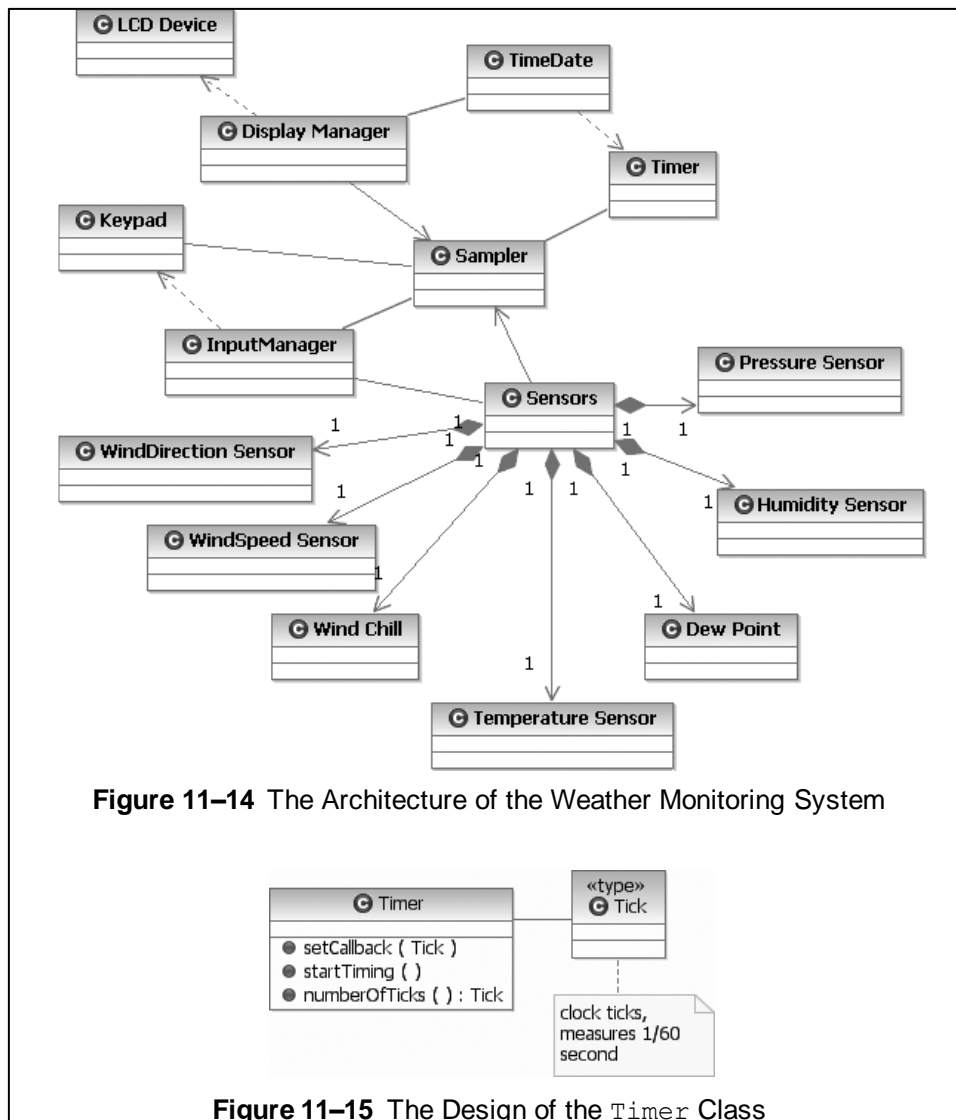 LCD Device
TimeDate
Display Manager
Timer
Keypad
Sampler
InputManager
Pressure Sensor
Sensors
1
1
1
1
1
1
WindDirection Sensor
1
1
1
1
1
1
Humidity Sensor
WindSpeed Sensor
1
1
Wind Chill
Dew Point
1
Temperature Sensor
Figure 11–14 The Architecture of the Weather Monitoring System
Timer
setCallback ( Tick )
startTiming ( )
numberOfTicks ( ) : Tick
«type»
Tick
clock ticks,
measures 1/60
second
Figure 11–15 The Design of the Timer Class